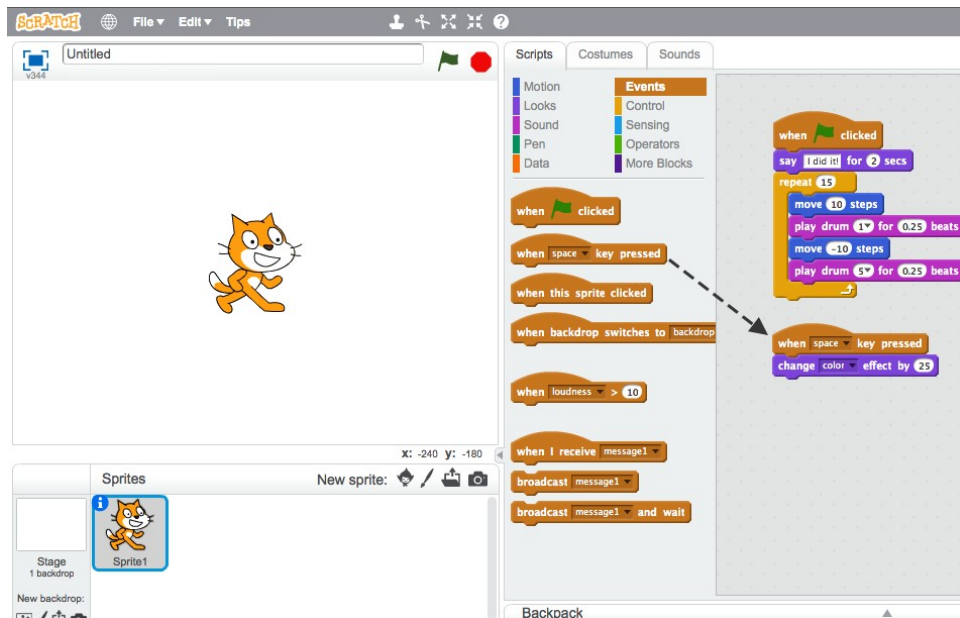 SCRATCH File▼ Edit▼ Tips
v344
Untitled
Scripts Costumes Sounds
Motion
Looks
Sound
Pen
Data
Events
Control
Sensing
Operators
More Blocks
when clicked
when space key pressed
when this sprite clicked
when backdrop switches to backdrop
when loudness > 10
when I receive message1
broadcast message1
broadcast message1 and wait
when clicked
say I did it! for 2 secs
repeat 15
move 10 steps
play drum 1 for 0.25 beats
move -10 steps
play drum 5 for 0.25 beats
when space key pressed
change color effect by 25
x: -240 y: -180
Sprites New sprite:
Stage
1 backdrop
New backdrop:
Sprite1
Backpack